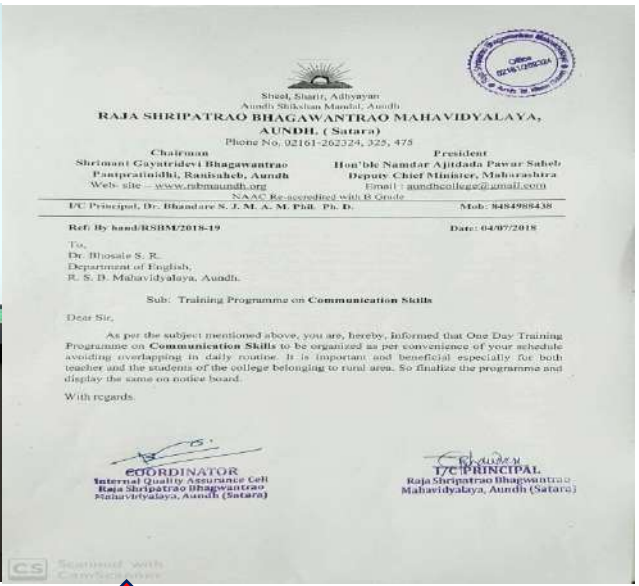 Sheel, Sharir, Adhyayan
Aundh Shikshan Mandal, Aundh
RAJA SHRIPATRAO BHAGAWANTRAO MAHAVIDYALAYA,
AUNDH. ( Satara)
Phone No. 02161-262324, 325, 475
Chairman
Shrimant Gayatridevi Bhagawantrao
Pantpratinidhi, Ranisaheb, Aundh
Web- site – www.rsbmaundh.org
President
Hon'ble Namdar Ajitdada Pawar Saheb
Deputy Chief Minister, Maharashtra
Email : aundhcollege@gmail.com
NAAC Re-accredited with B Grade
I/C Principal, Dr. Bhandare S. J. M. A. M. Phil. Ph. D. Mob: 8484988438
Ref: By hand/RSBM/2018-19 Date: 04/07/2018
To,
Dr. Bhosale S. R.
Department of English,
R. S. B. Mahavidyalaya, Aundh.
Sub: Training Programme on Communication Skills
Dear Sir,
As per the subject mentioned above, you are, hereby, informed that One Day Training
Programme on Communication Skills to be organized as per convenience of your schedule
avoiding overlapping in daily routine. It is important and beneficial especially for both
teacher and the students of the college belonging to rural area. So finalize the programme and
display the same on notice board.
With regards.
COORDINATOR
Internal Quality Assurance Cell
Raja Shripatrao Bhagwantrao
Mahavidyalaya, Aundh (Satara)
I/C PRINCIPAL
Raja Shripatrao Bhagwantrao
Mahavidyalaya, Aundh (Satara)
Office
CS Scanned with
CamScanner